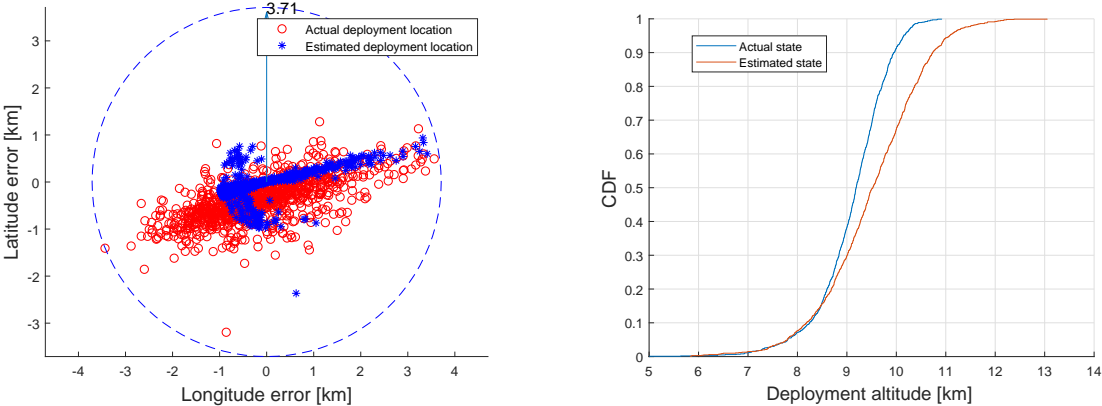 3.71
Actual deployment location
Estimated deployment location
3
2
1
0
-1
-2
-3
-4 -3 -2 -1 0 1 2 3 4
Latitude error [km]
Longitude error [km]
1
0.9
0.8
0.7
0.6
0.5
0.4
0.3
0.2
0.1
0
5 6 7 8 9 10 11 12 13 14
CDF
Deployment altitude [km]
Actual state
Estimated state